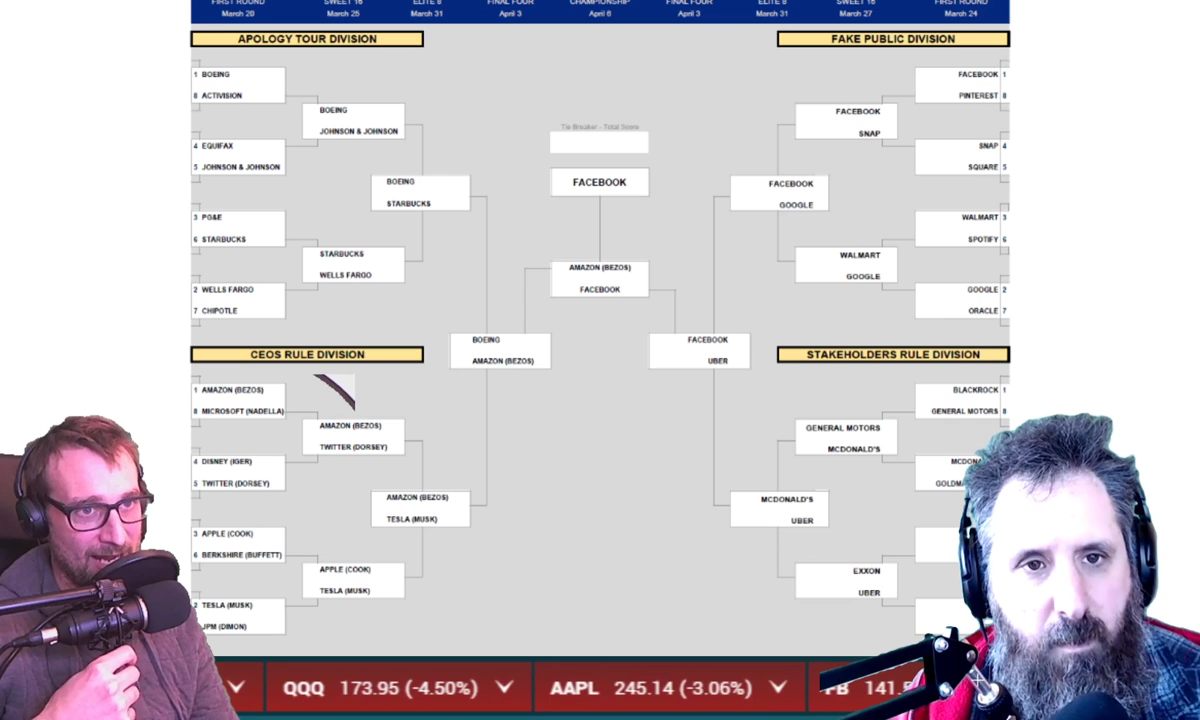 FIRST ROUND SWEET 16 ELITE 8 FINAL FOUR CHAMPIONSHIP FINAL FOUR ELITE 8 SWEET 16 FIRST ROUND
March 20 March 25 March 31 April 3 April 6 April 3 March 31 March 27 March 24
APOLOGY TOUR DIVISION
1 BOEING
8 ACTIVISION
4 EQUIFAX
5 JOHNSON & JOHNSON
3 PG&E
6 STARBUCKS
2 WELLS FARGO
7 CHIPOTLE
BOEING
JOHNSON & JOHNSON
STARBUCKS
WELLS FARGO
BOEING
STARBUCKS
CEOS RULE DIVISION
1 AMAZON (BEZOS)
8 MICROSOFT (NADELLA)
4 DISNEY (IGER)
5 TWITTER (DORSEY)
3 APPLE (COOK)
6 BERKSHIRE (BUFFETT)
2 TESLA (MUSK)
JPM (DIMON)
AMAZON (BEZOS)
TWITTER (DORSEY)
APPLE (COOK)
TESLA (MUSK)
AMAZON (BEZOS)
TESLA (MUSK)
BOEING
AMAZON (BEZOS)
Tie Breaker - Total Score
FACEBOOK
AMAZON (BEZOS)
FACEBOOK
FACEBOOK
UBER
FAKE PUBLIC DIVISION
FACEBOOK 1
PINTEREST 8
SNAP 4
SQUARE 5
WALMART 3
SPOTIFY 6
GOOGLE 2
ORACLE 7
FACEBOOK
SNAP
WALMART
GOOGLE
FACEBOOK
GOOGLE
STAKEHOLDERS RULE DIVISION
BLACKROCK 1
GENERAL MOTORS 8
MCDONA
GOLDMA
GENERAL MOTORS
MCDONALD'S
EXXON
UBER
MCDONALD'S
UBER
QQQ 173.95 (-4.50%) AAPL 245.14 (-3.06%) FB 141.